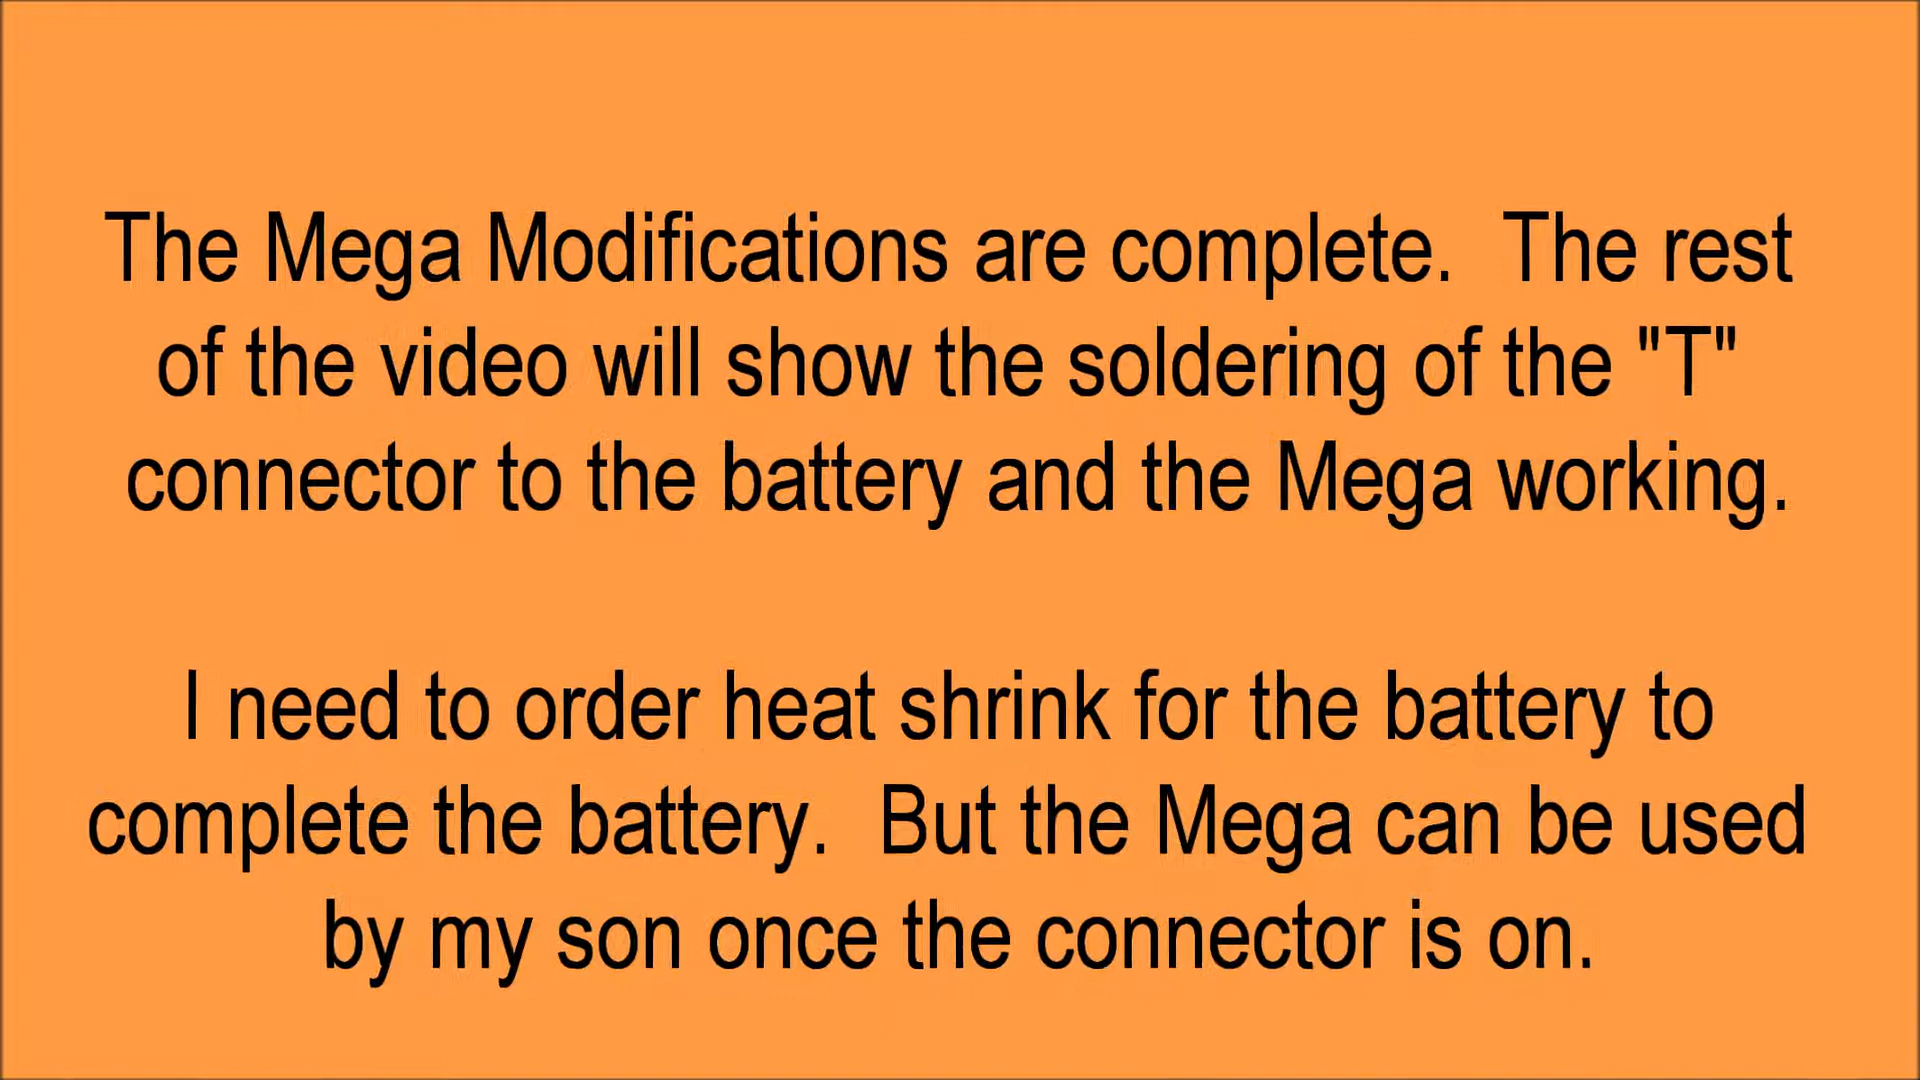 The Mega Modifications are complete.  The rest
of the video will show the soldering of the "T"
connector to the battery and the Mega working.
I need to order heat shrink for the battery to
complete the battery.  But the Mega can be used
by my son once the connector is on.